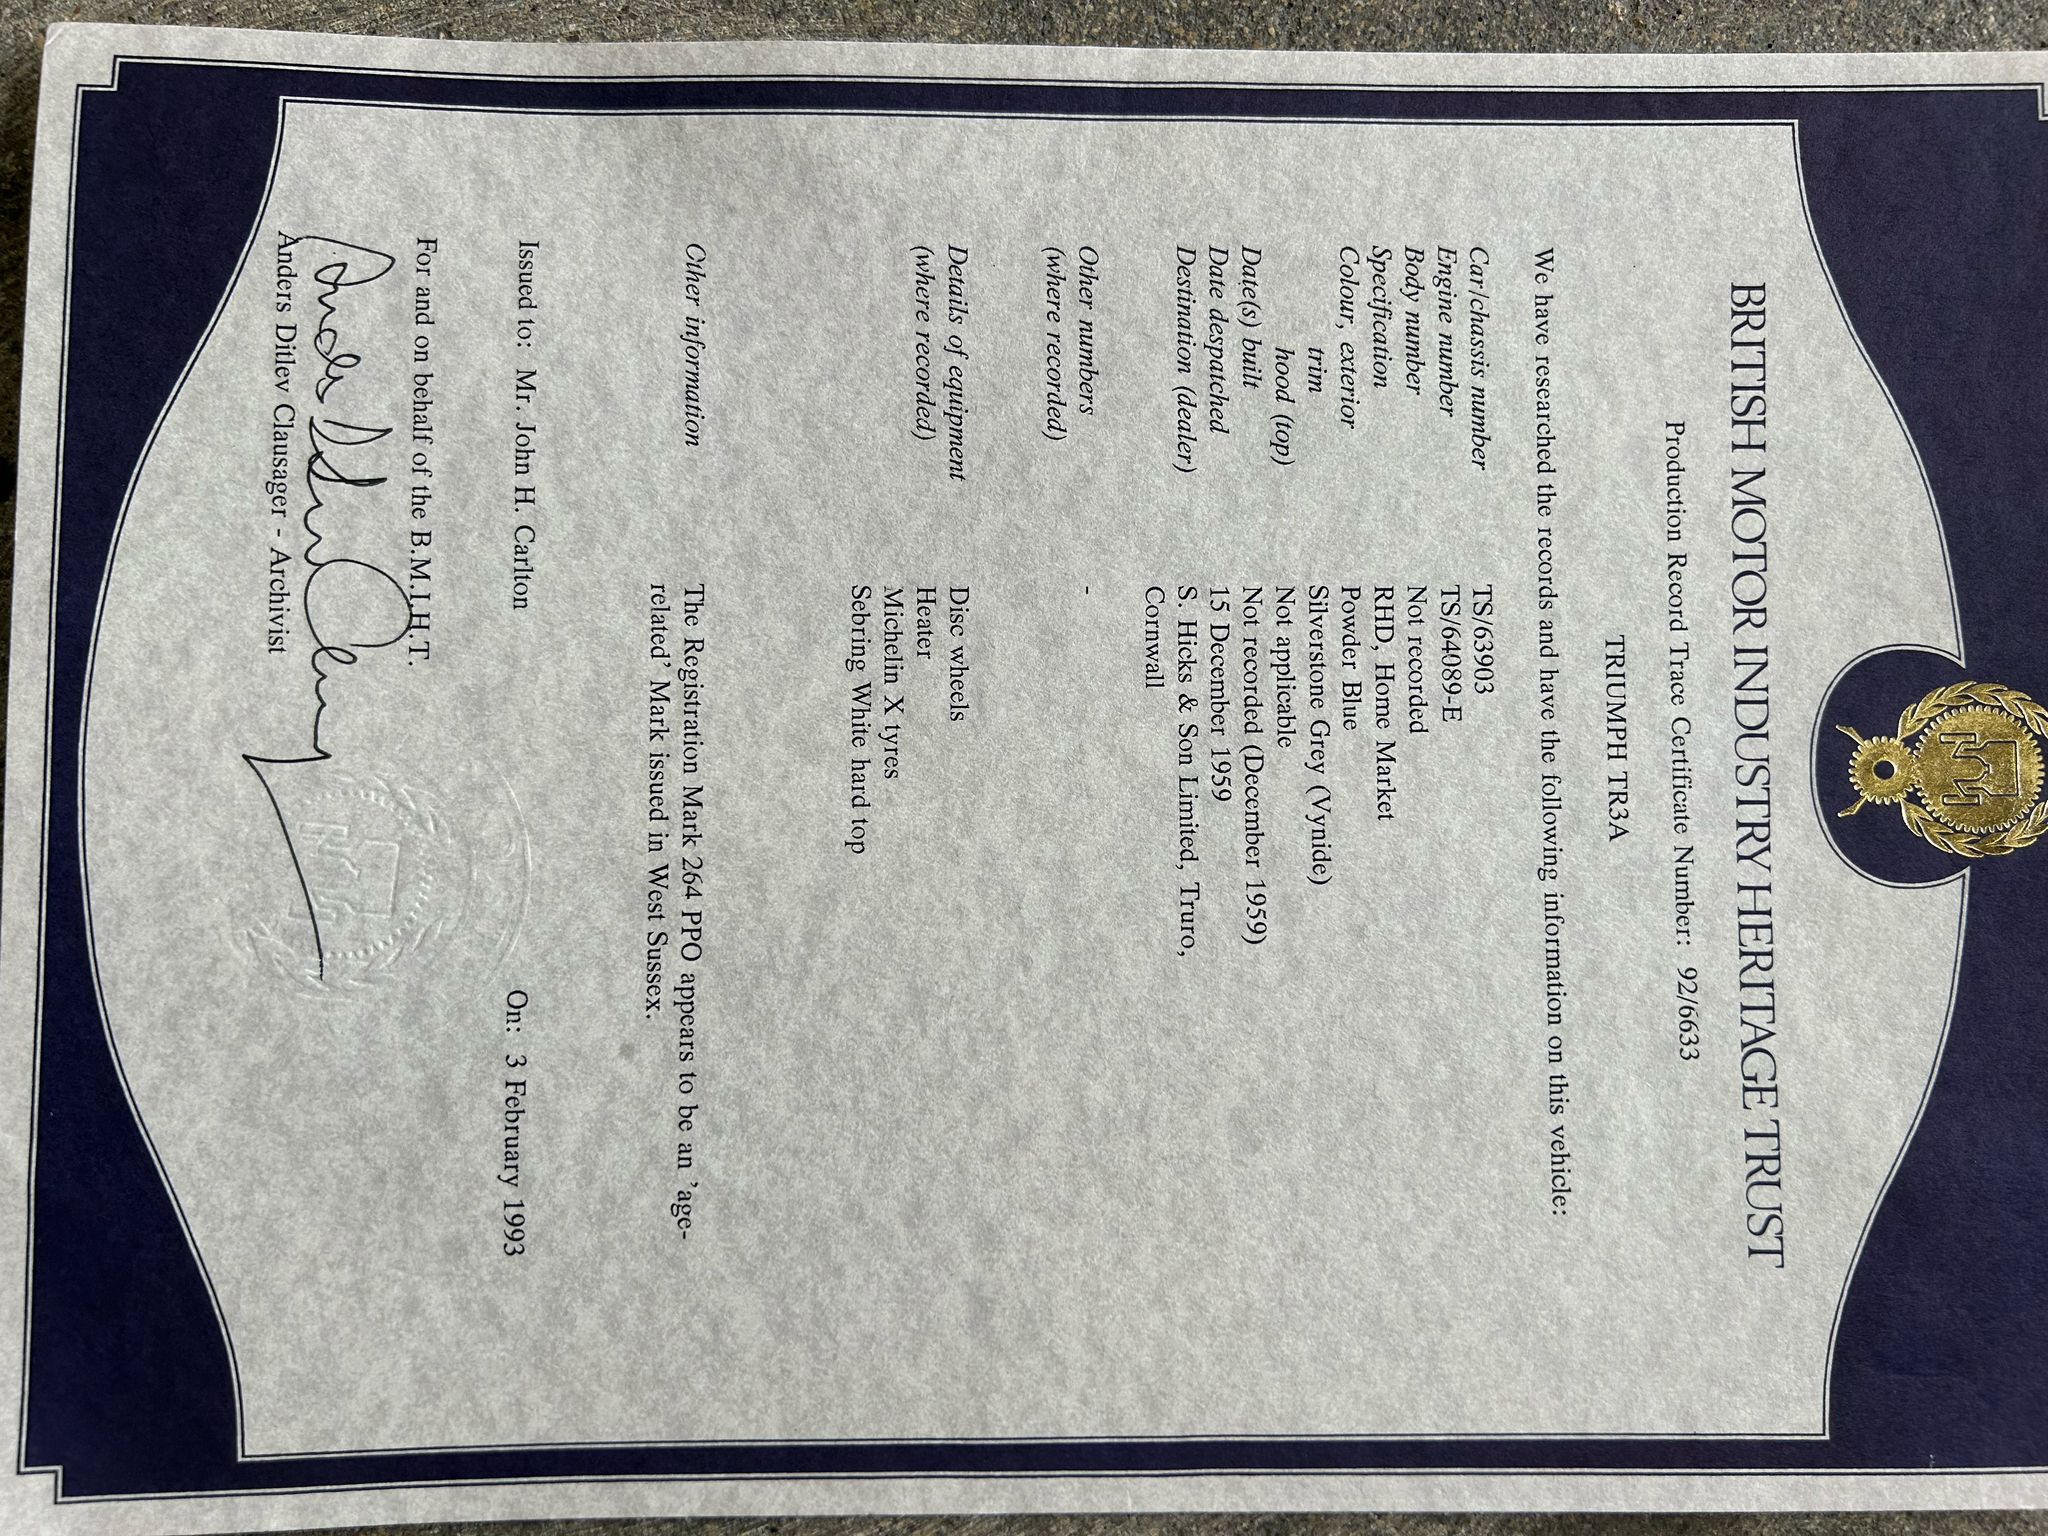 BRITISH MOTOR INDUSTRY HERITAGE TRUST
Production Record Trace Certificate Number: 92/6633
TRIUMPH TR3A
We have researched the records and have the following information on this vehicle:
Car/chassis number TS/63903
Engine number TS/64089-E
Body number Not recorded
Specification RHD, Home Market
Colour, exterior Powder Blue
trim Silverstone Grey (Vynide)
hood (top) Not applicable
Date(s) built Not recorded (December 1959)
Date despatched 15 December 1959
Destination (dealer) S. Hicks & Son Limited, Truro,
Cornwall
Other numbers -
(where recorded)
Details of equipment Disc wheels
(where recorded) Heater
Michelin X tyres
Sebring White hard top
Other information The Registration Mark 264 PPO appears to be an 'age-
related' Mark issued in West Sussex.
Issued to: Mr. John H. Carlton On: 3 February 1993
For and on behalf of the B.M.I.H.T.
Anders Ditlev Clausager - Archivist